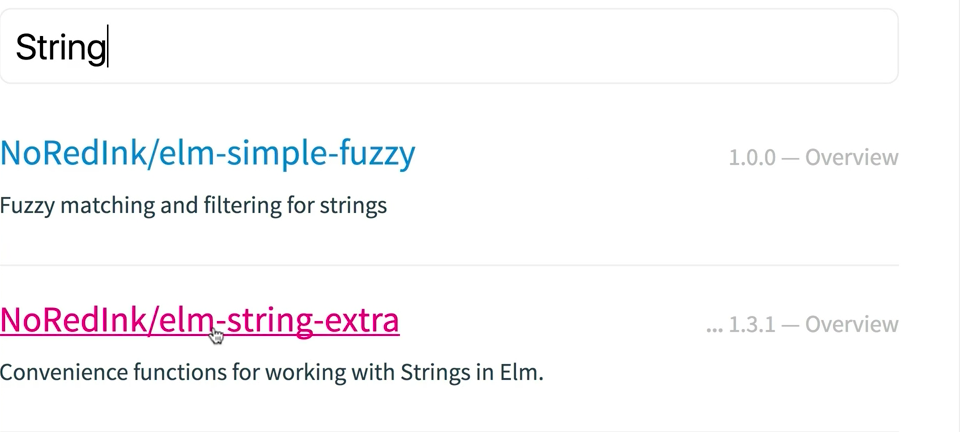 String
NoRedInk/elm-simple-fuzzy
1.0.0 — Overview
Fuzzy matching and filtering for strings
NoRedInk/elm-string-extra
... 1.3.1 — Overview
Convenience functions for working with Strings in Elm.